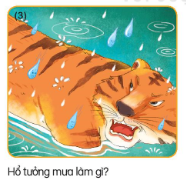 (3)
Hổ tưởng mưa làm gì?